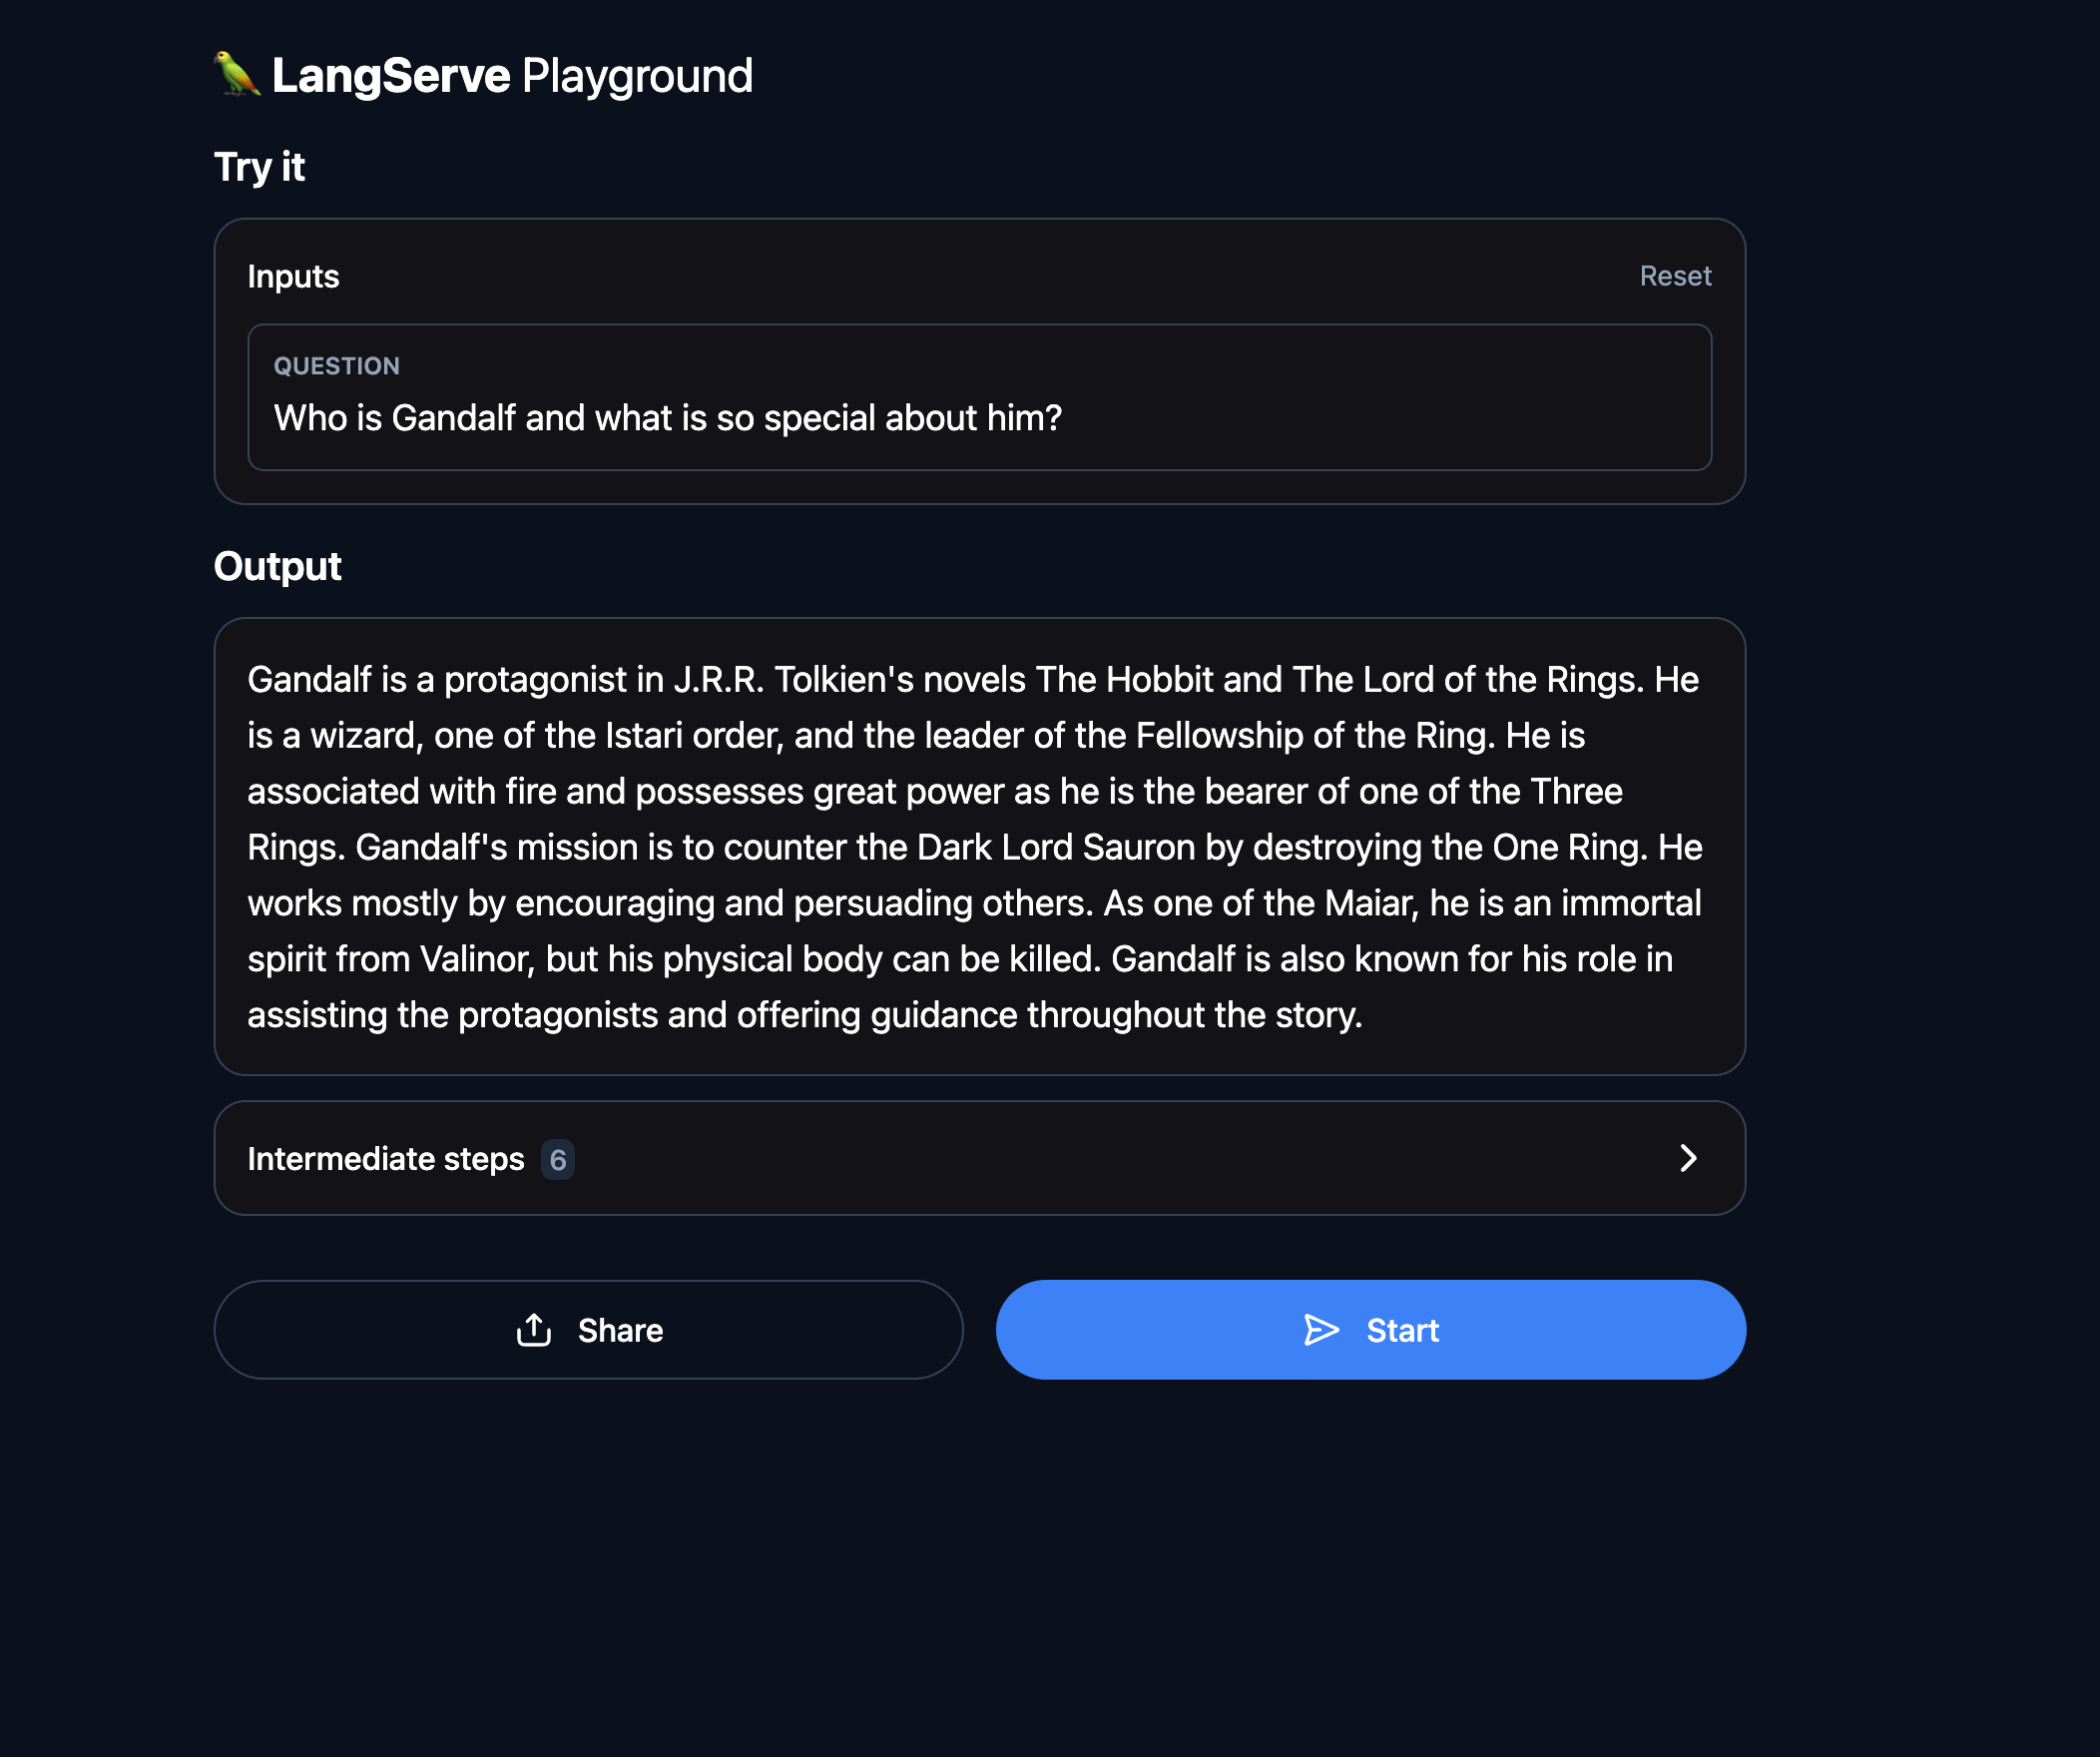 LangServe Playground
Try it
Inputs
Reset
QUESTION
Who is Gandalf and what is so special about him?
Output
Gandalf is a protagonist in J.R.R. Tolkien's novels The Hobbit and The Lord of the Rings. He
is a wizard, one of the Istari order, and the leader of the Fellowship of the Ring. He is
associated with fire and possesses great power as he is the bearer of one of the Three
Rings. Gandalf's mission is to counter the Dark Lord Sauron by destroying the One Ring. He
works mostly by encouraging and persuading others. As one of the Maiar, he is an immortal
spirit from Valinor, but his physical body can be killed. Gandalf is also known for his role in
assisting the protagonists and offering guidance throughout the story.
Intermediate steps 6
Share
Start